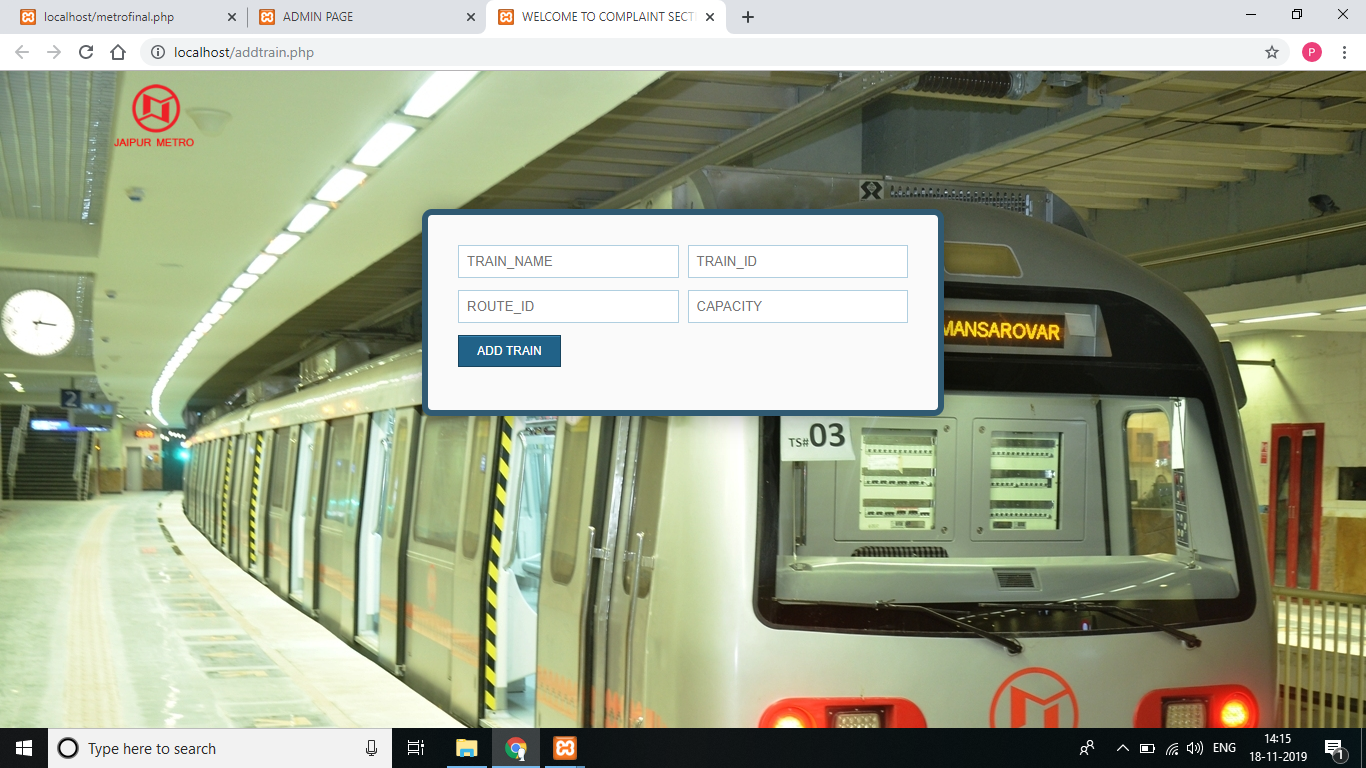 localhost/metrofinal.php
ADMIN PAGE
WELCOME TO COMPLAINT SECT
localhost/addtrain.php
P
JAIPUR METRO
TRAIN_NAME
TRAIN_ID
ROUTE_ID
CAPACITY
MANSAROVAR
ADD TRAIN
2
TS#03
Type here to search
ENG
14:15
18-11-2019
1